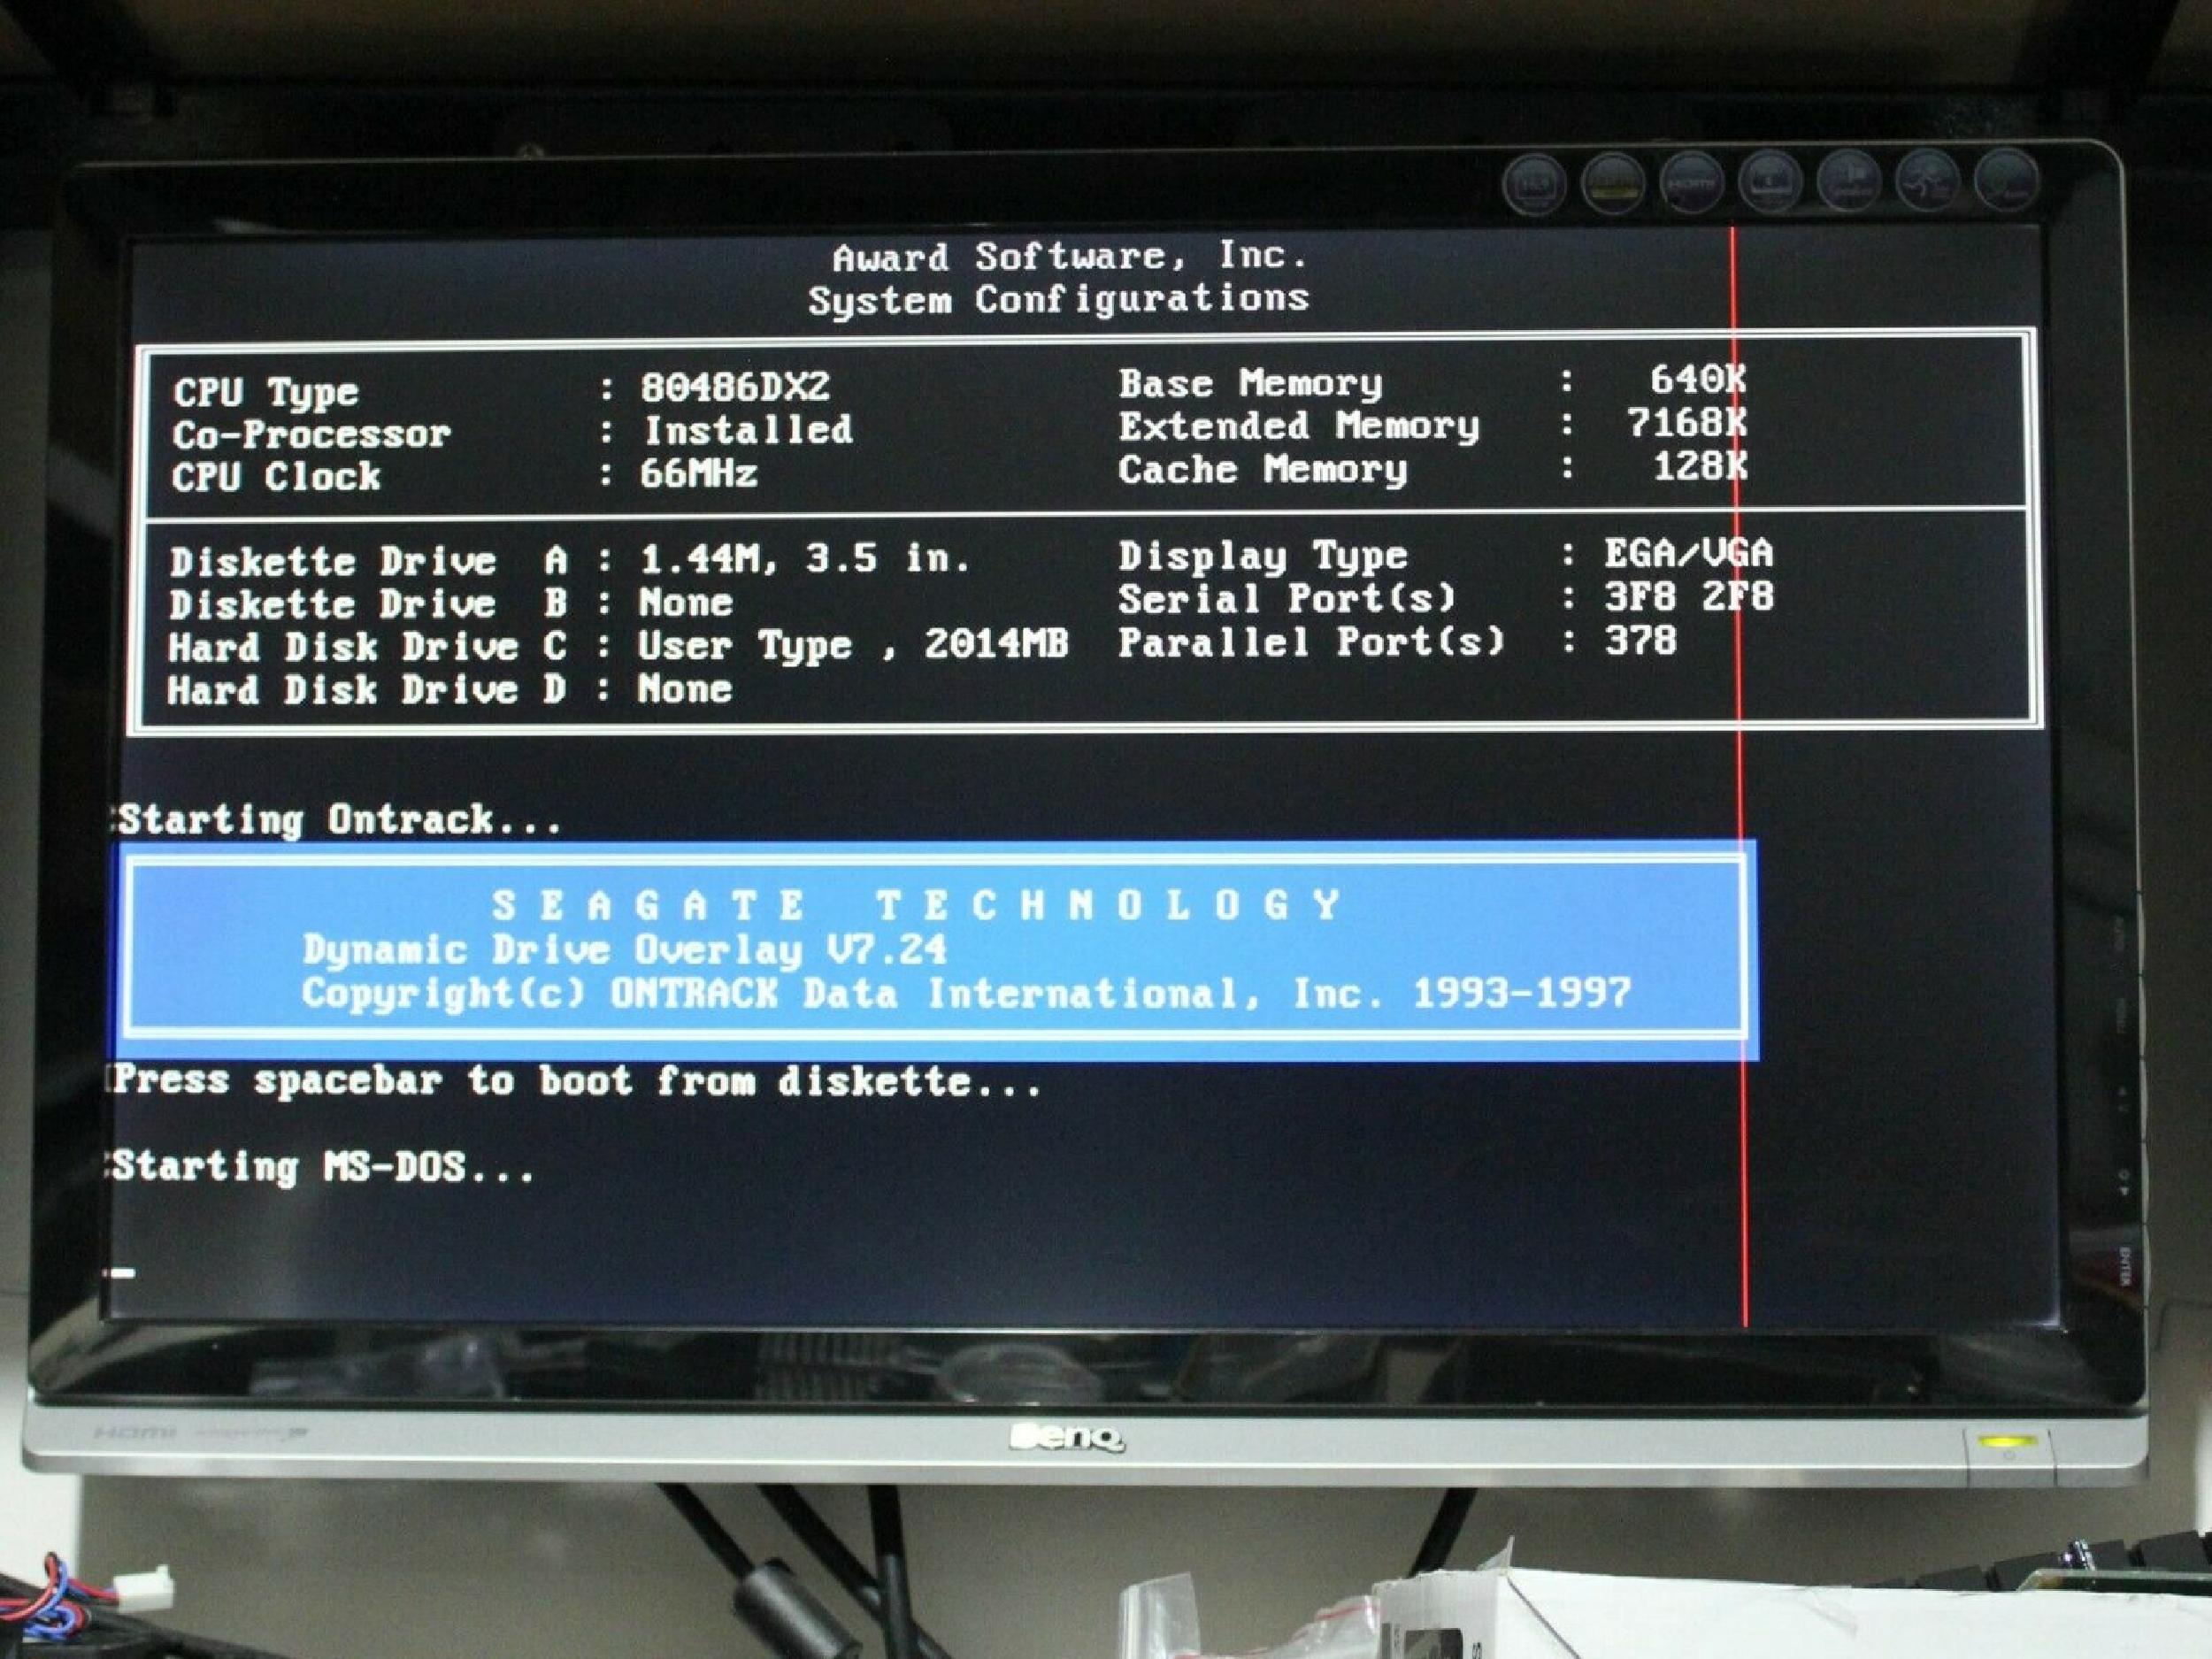 Award Software, Inc.
System Configurations
CPU Type : 80486DX2 Base Memory : 640K
Co-Processor : Installed Extended Memory : 7168K
CPU Clock : 66MHz Cache Memory : 128K
Diskette Drive A : 1.44M, 3.5 in. Display Type : EGA/VGA
Diskette Drive B : None Serial Port(s) : 3F8 2F8
Hard Disk Drive C : User Type , 2014MB Parallel Port(s) : 378
Hard Disk Drive D : None
Starting Ontrack...
SEAGATE TECHNOLOGY
Dynamic Drive Overlay V7.24
Copyright(c) ONTRACK Data International, Inc. 1993-1997
Press spacebar to boot from diskette...
Starting MS-DOS...
ENTER
HDMI
BenQ